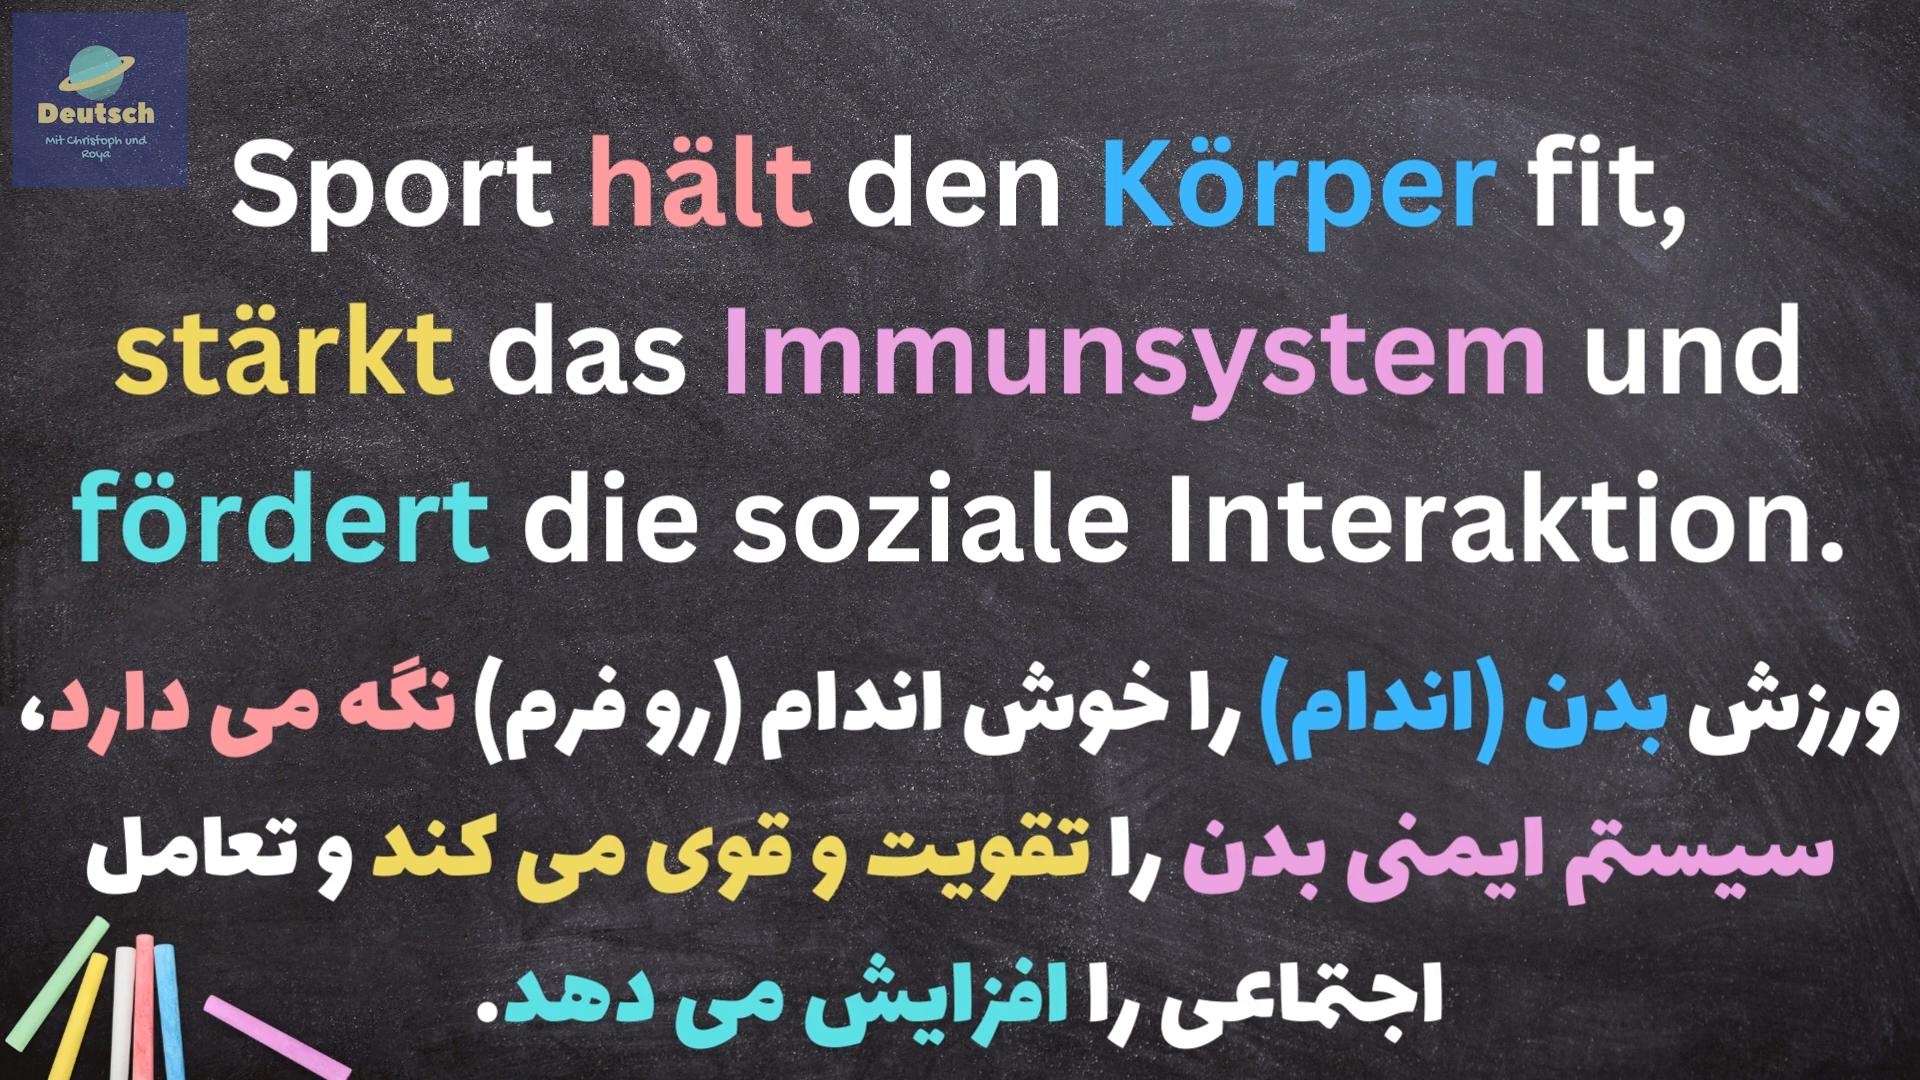 Deutsch
Mit Christoph und
Roya
Sport hält den Körper fit,
stärkt das Immunsystem und
fördert die soziale Interaktion.
ورزش بدن (اندام) را خوش اندام (رو فرم) نگه می دارد،
سیستم ایمنی بدن را تقویت و قوی می کند و تعامل
اجتماعی را افزایش می دهد.